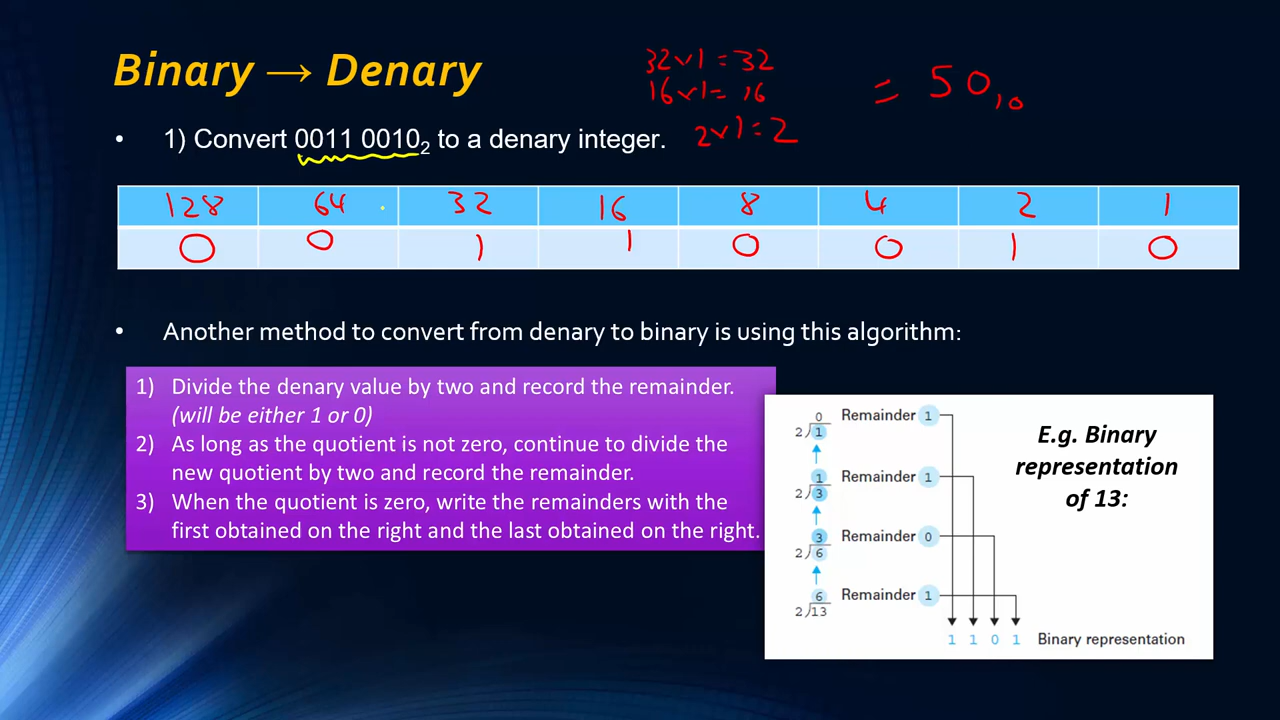 Binary → Denary
32×1 = 32
16×1= 16
2×1=2
= 50₁₀
• 1) Convert 0011 0010₂ to a denary integer.
128 64 32 16 8 4 2 1
0 0 1 1 0 0 1 0
• Another method to convert from denary to binary is using this algorithm:
1) Divide the denary value by two and record the remainder.
(will be either 1 or 0)
2) As long as the quotient is not zero, continue to divide the
new quotient by two and record the remainder.
3) When the quotient is zero, write the remainders with the
first obtained on the right and the last obtained on the right.
0 Remainder 1
2)1
1 Remainder 1
2)3
3 Remainder 0
2)6
6 Remainder 1
2)13
1 1 0 1 Binary representation
E.g. Binary
representation
of 13: